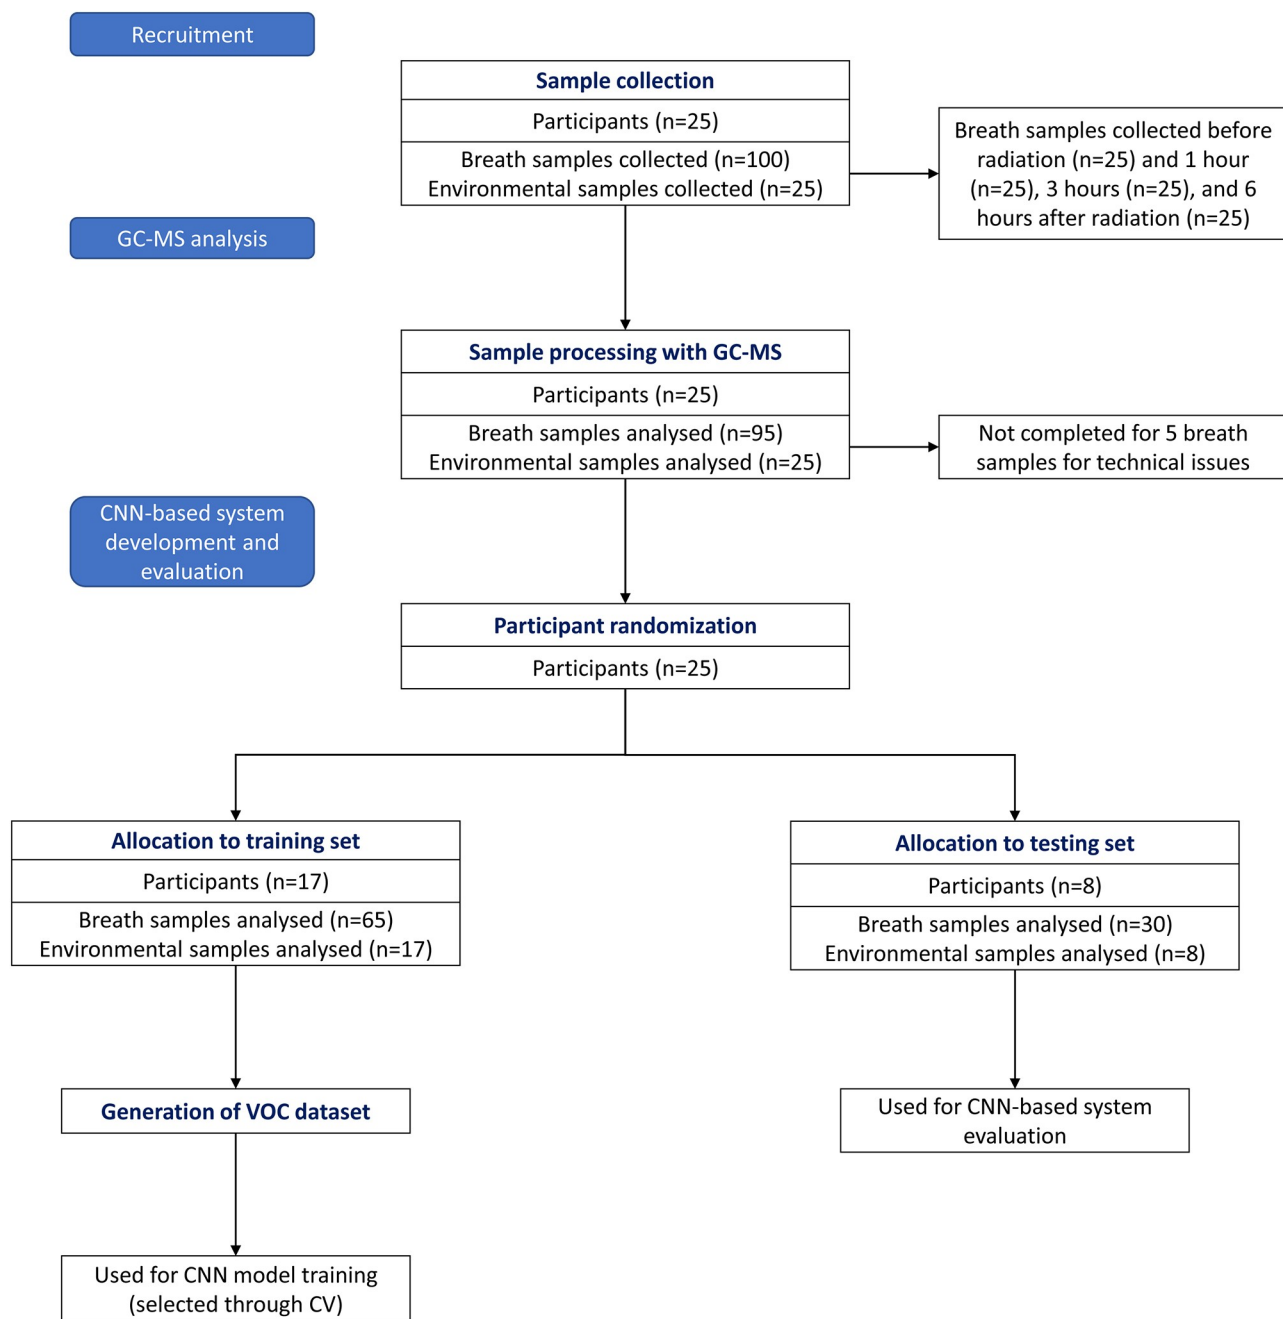 Recruitment
Sample collection
Participants (n=25)
Breath samples collected (n=100)
Environmental samples collected (n=25)
Breath samples collected before
radiation (n=25) and 1 hour
(n=25), 3 hours (n=25), and 6
hours after radiation (n=25)
GC-MS analysis
Sample processing with GC-MS
Participants (n=25)
Breath samples analysed (n=95)
Environmental samples analysed (n=25)
Not completed for 5 breath
samples for technical issues
CNN-based system
development and
evaluation
Participant randomization
Participants (n=25)
Allocation to training set
Participants (n=17)
Breath samples analysed (n=65)
Environmental samples analysed (n=17)
Allocation to testing set
Participants (n=8)
Breath samples analysed (n=30)
Environmental samples analysed (n=8)
Generation of VOC dataset
Used for CNN-based system
evaluation
Used for CNN model training
(selected through CV)